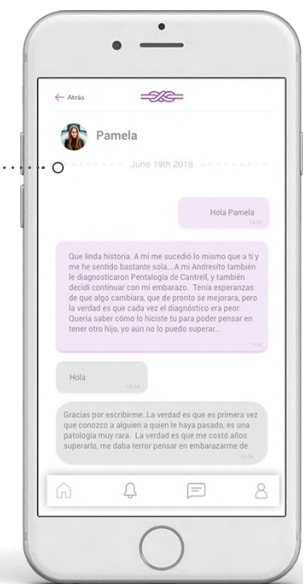 Atrás
Pamela
June 19th 2018
Hola Pamela
Que linda historia. A mi me sucedió lo mismo que a ti y
me he sentido bastante sola....A mi Andresito también
le diagnosticaron Pentalogía de Cantrell, y también
decidí continuar con mi embarazo. Tenía esperanzas
de que algo cambiara, que de pronto se mejorara, pero
la verdad es que cada vez el diagnóstico era peor.
Quería saber cómo lo hiciste tu para poder pensar en
tener otro hijo, yo aún no lo puedo superar...
Hola
Gracias por escribirme..La verdad es que es primera vez
que conozco a alguien a quien le haya pasado, es una
patología muy rara. La verdad es que me costó años
superarlo, me daba terror pensar en embarazarme de